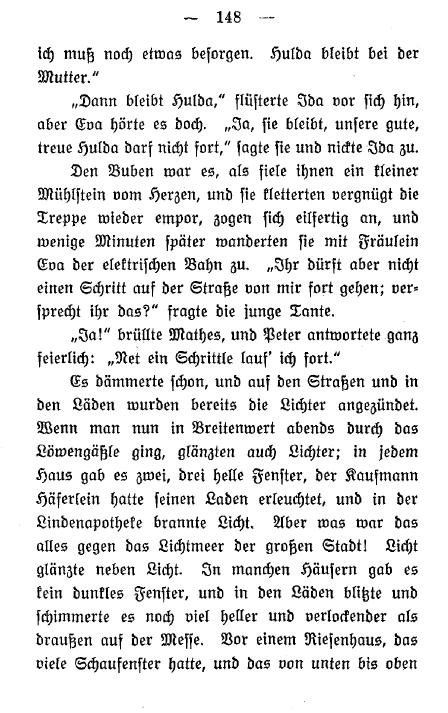 — 148 —
ich muß noch etwas besorgen. Hulda bleibt bei der
Mutter.“
„Dann bleibt Hulda,“ flüsterte Ida vor sich hin,
aber Eva hörte es doch. „Ja, sie bleibt, unsere gute,
treue Hulda darf nicht fort,“ sagte sie und nickte Ida zu.
Den Buben war es, als fiele ihnen ein kleiner
Mühlstein vom Herzen, und sie kletterten vergnügt die
Treppe wieder empor, zogen sich eilfertig an, und
wenige Minuten später wanderten sie mit Fräulein
Eva der elektrischen Bahn zu. „Ihr dürft aber nicht
einen Schritt auf der Straße von mir fort gehen; ver-
sprecht ihr das?“ fragte die junge Tante.
„Ja!“ brüllte Mathes, und Peter antwortete ganz
feierlich: „Net ein Schrittle lauf’ ich fort.“
Es dämmerte schon, und auf den Straßen und in
den Läden wurden bereits die Lichter angezündet.
Wenn man nun in Breitenwert abends durch das
Löwengäßle ging, glänzten auch Lichter; in jedem
Haus gab es zwei, drei helle Fenster, der Kaufmann
Häferlein hatte seinen Laden erleuchtet, und in der
Lindenapotheke brannte Licht. Aber was war das
alles gegen das Lichtmeer der großen Stadt! Licht
glänzte neben Licht. In manchen Häusern gab es
kein dunkles Fenster, und in den Läden blitzte und
schimmerte es noch viel heller und verlockender als
draußen auf der Messe. Vor einem Riesenhaus, das
viele Schaufenster hatte, und das von unten bis oben